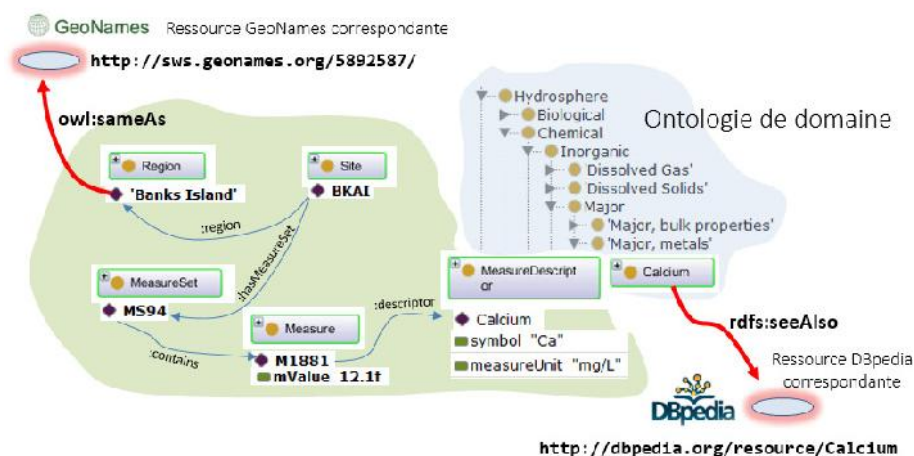 GeoNames Ressource GeoNames correspondante
http://sws.geonames.org/5892587/
owl:sameAs
Region
'Banks Island'
Site
BKAI
:region
:hasMeasureSet
MeasureSet
MS94
:contains
Measure
M1881
mValue 12.1f
:descriptor
Hydrosphere
Biological
Chemical
Inorganic
'Dissolved Gas'
'Dissolved Solids'
Major
'Major, bulk properties'
'Major, metals'
Ontologie de domaine
MeasureDescript
or
Calcium
symbol "Ca"
measureUnit "mg/L"
Calcium
rdfs:seeAlso
Ressource DBpedia
correspondante
DBpedia
http://dbpedia.org/resource/Calcium